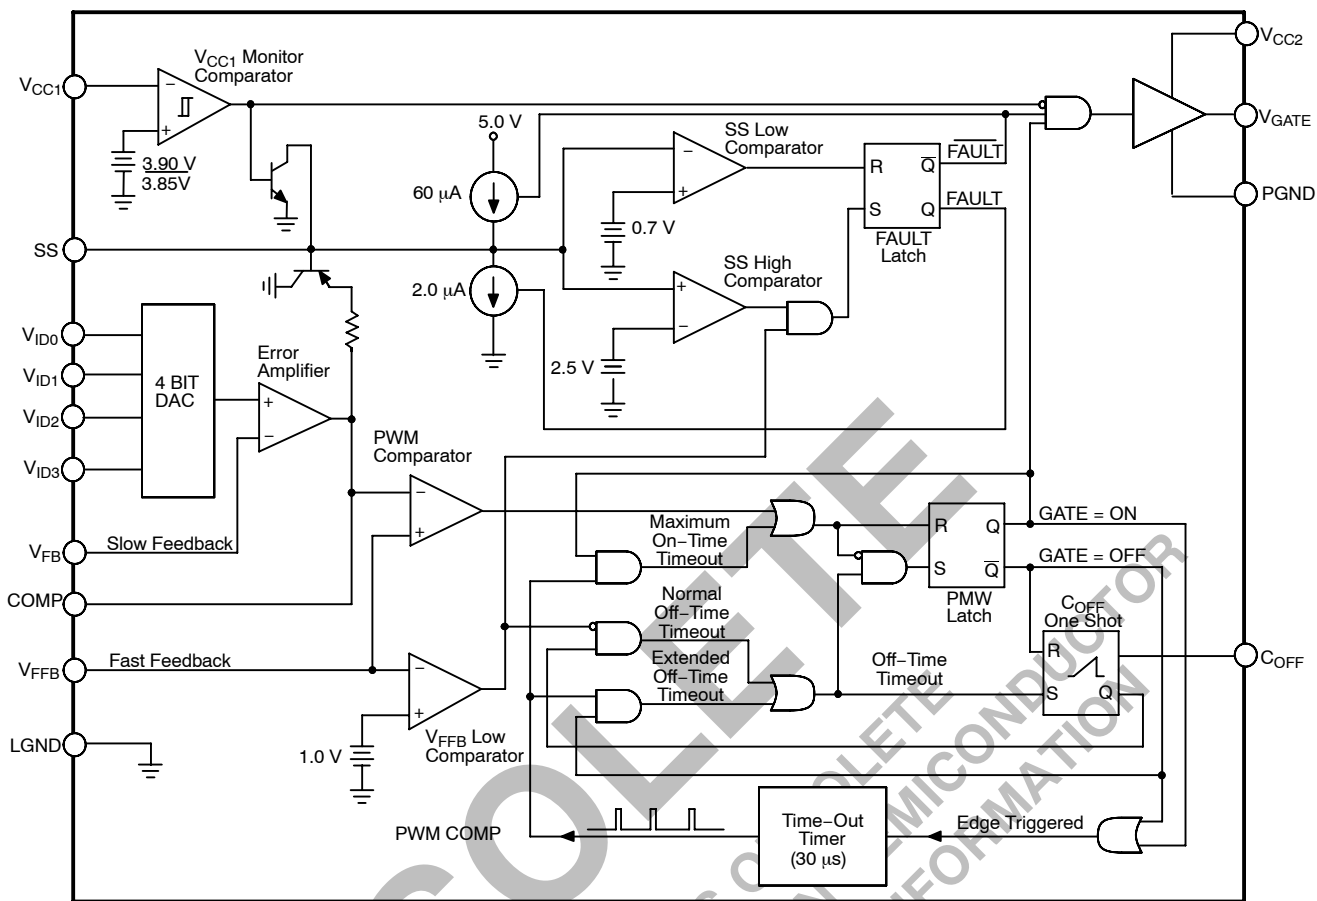 VCC1
VCC1 Monitor
Comparator
−
+
3.90 V
3.85V
5.0 V
60 μA
SS Low
Comparator
−
+
0.7 V
R
Q
S
Q
FAULT
FAULT
FAULT
Latch
VCC2
VGATE
PGND
SS
2.0 μA
SS High
Comparator
+
−
2.5 V
VID0
VID1
VID2
VID3
4 BIT
DAC
Error
Amplifier
+
−
PWM
Comparator
−
+
VFB
Slow Feedback
COMP
VFFB
Fast Feedback
LGND
−
+
1.0 V
VFFB Low
Comparator
Maximum
On−Time
Timeout
Normal
Off−Time
Timeout
Extended
Off−Time
Timeout
R
Q
S
Q
PMW
Latch
GATE = ON
GATE = OFF
COFF
One Shot
R
S
Q
Off−Time
Timeout
COFF
PWM COMP
Time−Out
Timer
(30 μs)
Edge Triggered
OLETE
OLETE
MICONDUCTOR
INFORMATION